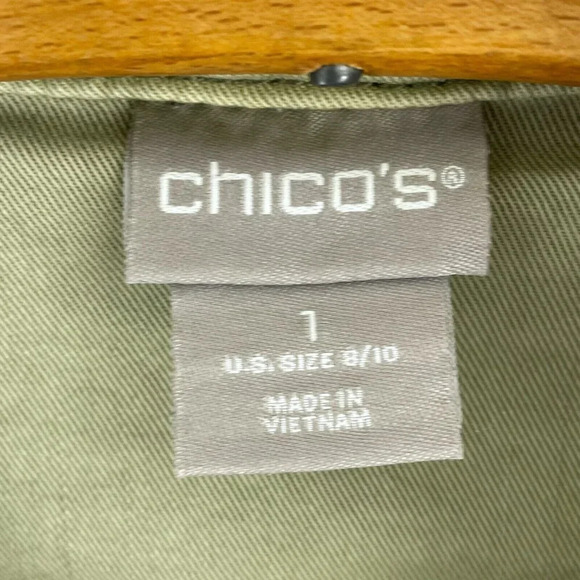 chico's®
1
U.S. SIZE 8/10
MADE IN
VIETNAM